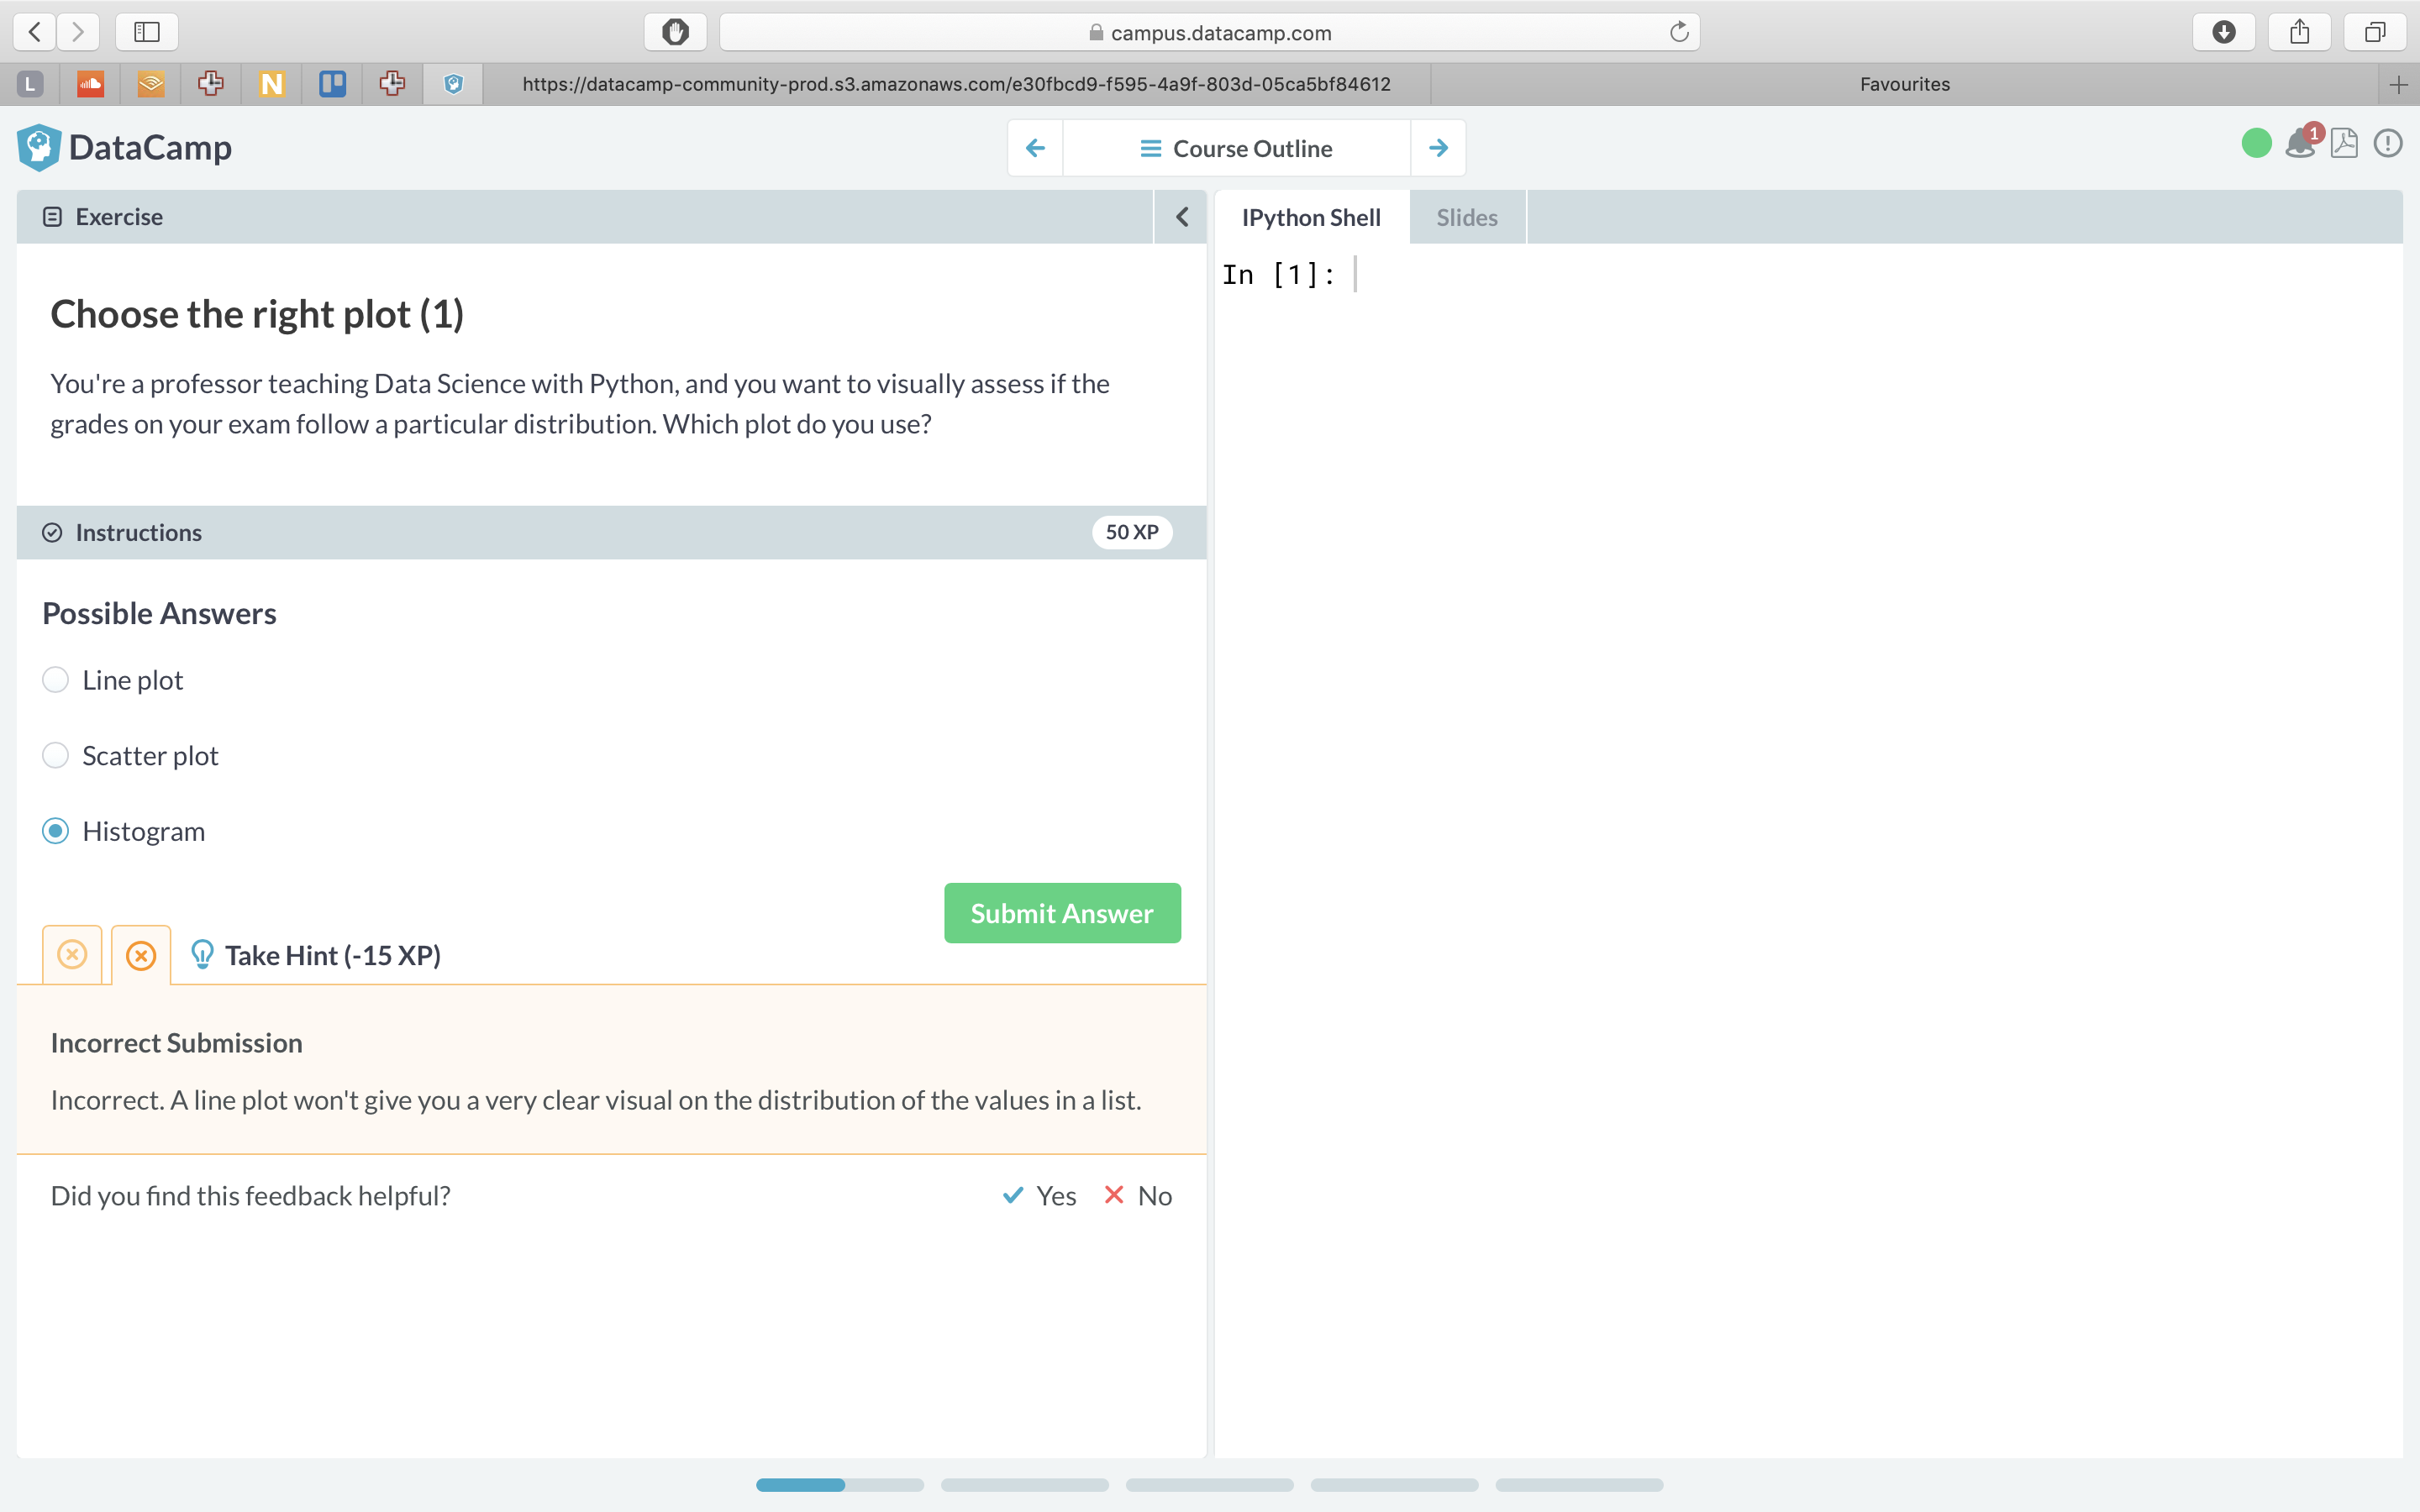 campus.datacamp.com
L
N
https://datacamp-community-prod.s3.amazonaws.com/e30fbcd9-f595-4a9f-803d-05ca5bf84612
Favourites
DataCamp
Course Outline
1
Exercise
IPython Shell
Slides
In [1]:
Choose the right plot (1)
You're a professor teaching Data Science with Python, and you want to visually assess if the
grades on your exam follow a particular distribution. Which plot do you use?
Instructions
50 XP
Possible Answers
Line plot
Scatter plot
Histogram
Submit Answer
Take Hint (-15 XP)
Incorrect Submission
Incorrect. A line plot won't give you a very clear visual on the distribution of the values in a list.
Did you find this feedback helpful?
Yes
No